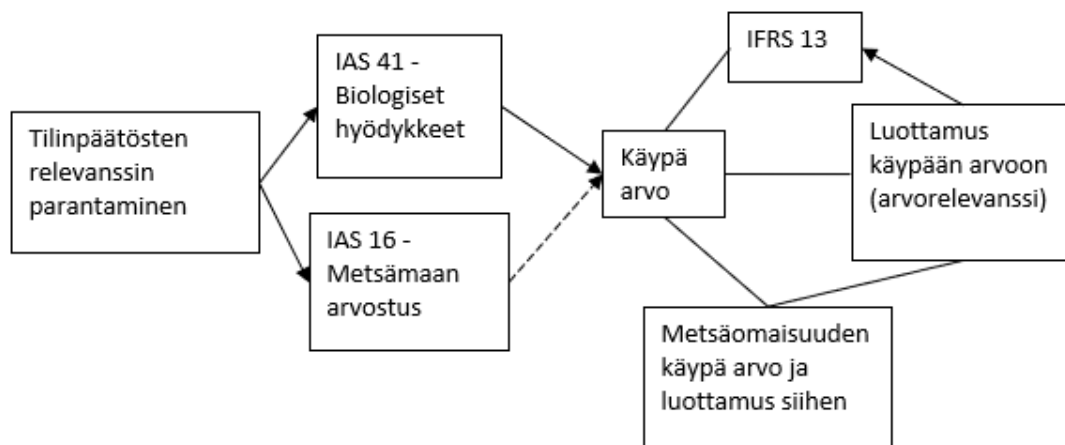 Tilinpäätösten
relevanssin
parantaminen
IAS 41 -
Biologiset
hyödykkeet
IAS 16 -
Metsämaan
arvostus
Käypä
arvo
IFRS 13
Luottamus
käypään arvoon
(arvorelevanssi)
Metsäomaisuuden
käypä arvo ja
luottamus siihen